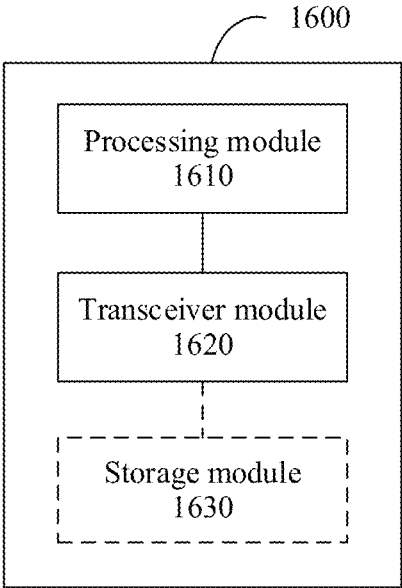 1600
Processing module
1610
Transceiver module
1620
Storage module
1630